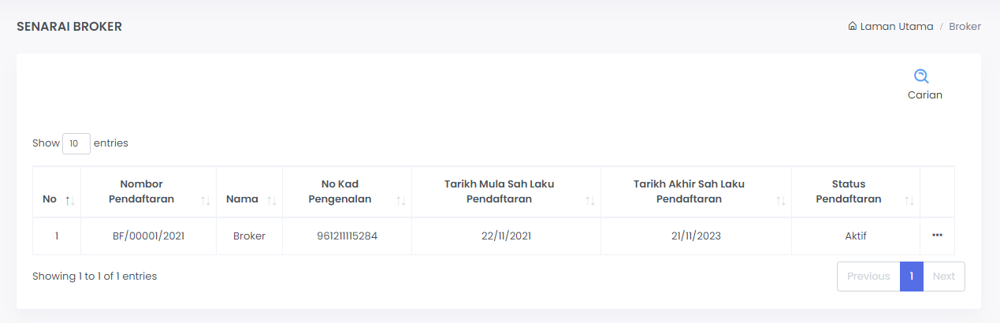 SENARAI BROKER
Laman Utama / Broker
Carian
Show 10 entries
No
Nombor Pendaftaran
Nama
No Kad Pengenalan
Tarikh Mula Sah Laku Pendaftaran
Tarikh Akhir Sah Laku Pendaftaran
Status Pendaftaran
1 BF/00001/2021 Broker 961211115284 22/11/2021 21/11/2023 Aktif ...
Showing 1 to 1 of 1 entries
Previous 1 Next